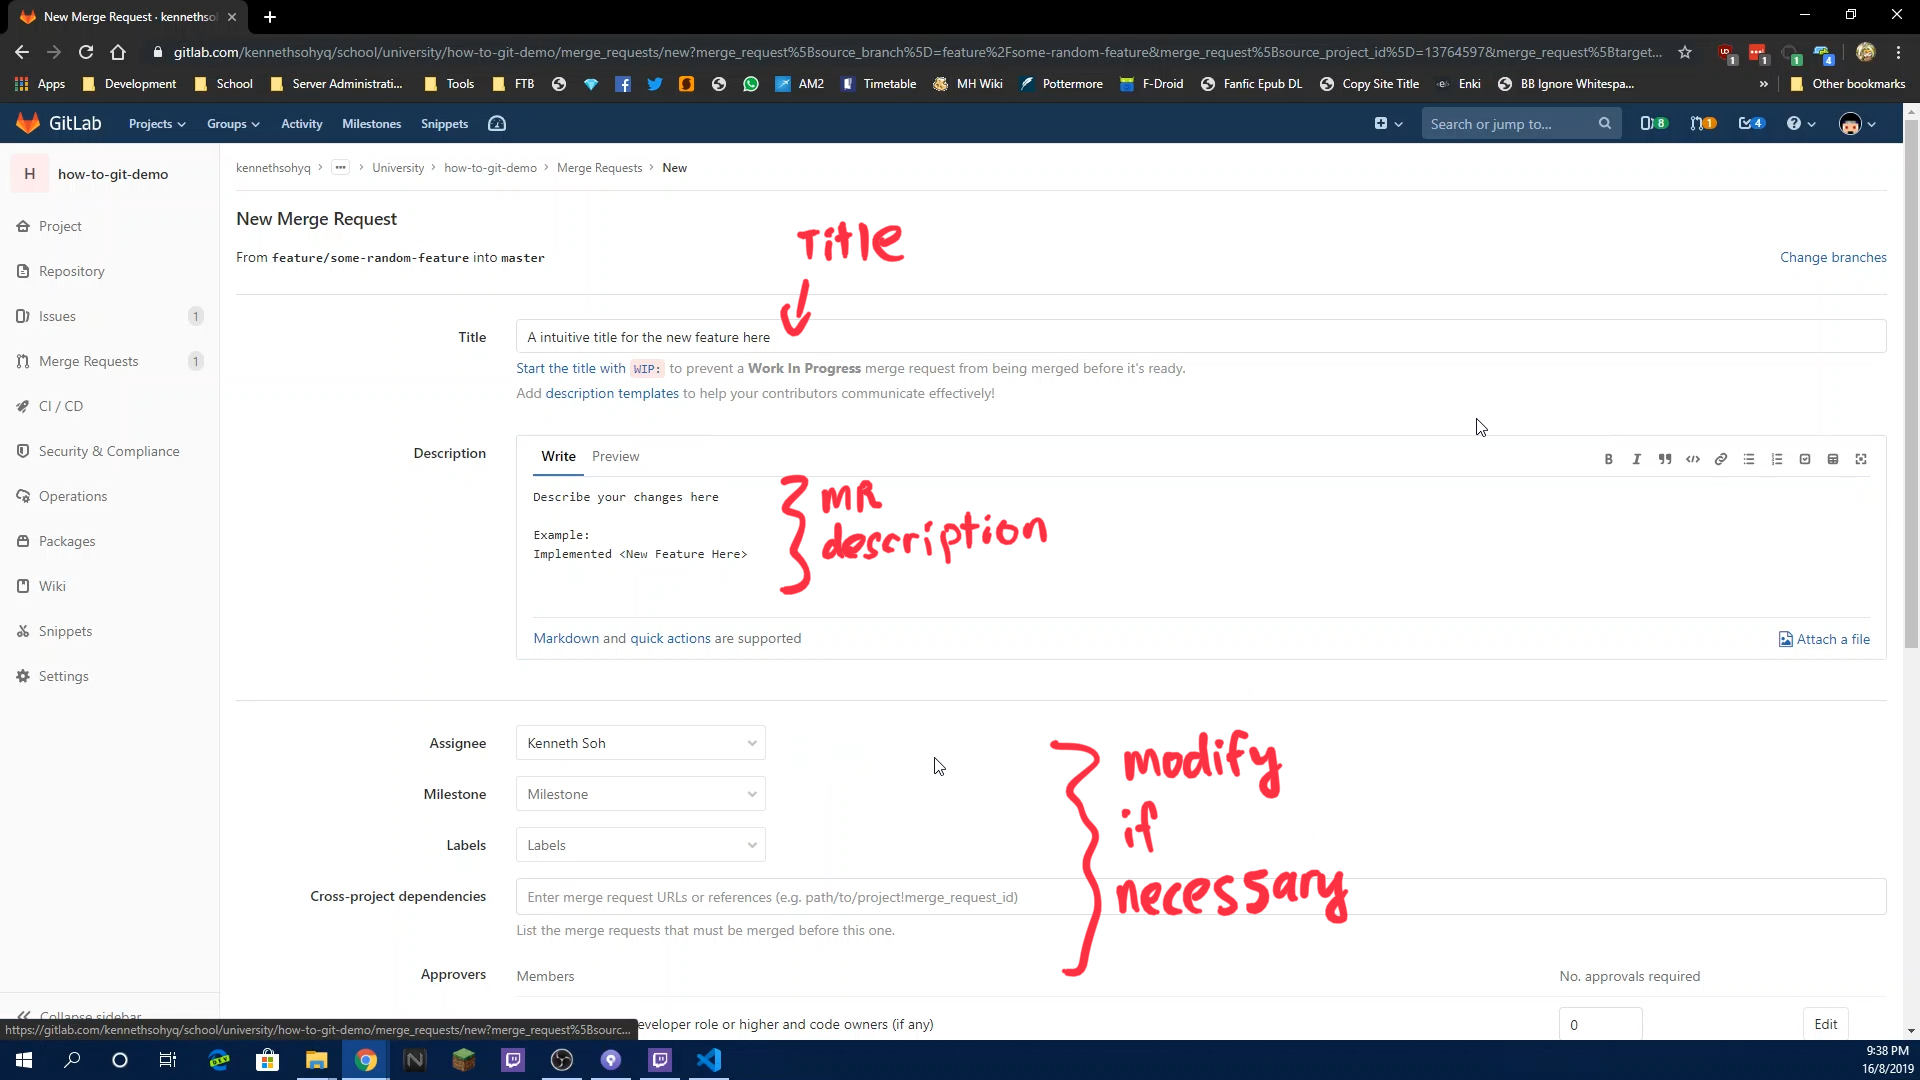 New Merge Request · kennethsoh
gitlab.com/kennethsohyq/school/university/how-to-git-demo/merge_requests/new?merge_request%5Bsource_branch%5D=feature%2Fsome-random-feature&merge_request%5Bsource_project_id%5D=13764597&merge_request%5Btarget...
1 1 1 4
Apps Development School Server Administrati... Tools FTB AM2 Timetable MH Wiki Pottermore F-Droid Fanfic Epub DL Copy Site Title Enki BB Ignore Whitespa... » Other bookmarks
GitLab Projects Groups Activity Milestones Snippets Search or jump to... 8 1 4
H how-to-git-demo
Project
Repository
Issues 1
Merge Requests 1
CI / CD
Security & Compliance
Operations
Packages
Wiki
Snippets
Settings
Collapse sidebar
kennethsohyq › ... › University › how-to-git-demo › Merge Requests › New
New Merge Request
Title
From feature/some-random-feature into master
Change branches
Title A intuitive title for the new feature here
Start the title with WIP: to prevent a Work In Progress merge request from being merged before it's ready.
Add description templates to help your contributors communicate effectively!
Description Write Preview
Describe your changes here
Example:
Implemented <New Feature Here>
MR
description
Markdown and quick actions are supported
Attach a file
Assignee Kenneth Soh
Milestone Milestone
Labels Labels
modify
if
necessary
Cross-project dependencies Enter merge request URLs or references (e.g. path/to/project!merge_request_id)
List the merge requests that must be merged before this one.
Approvers Members No. approvals required
eveloper role or higher and code owners (if any) 0 Edit
https://gitlab.com/kennethsohyq/school/university/how-to-git-demo/merge_requests/new?merge_request%5Bsourc...
9:38 PM
16/8/2019